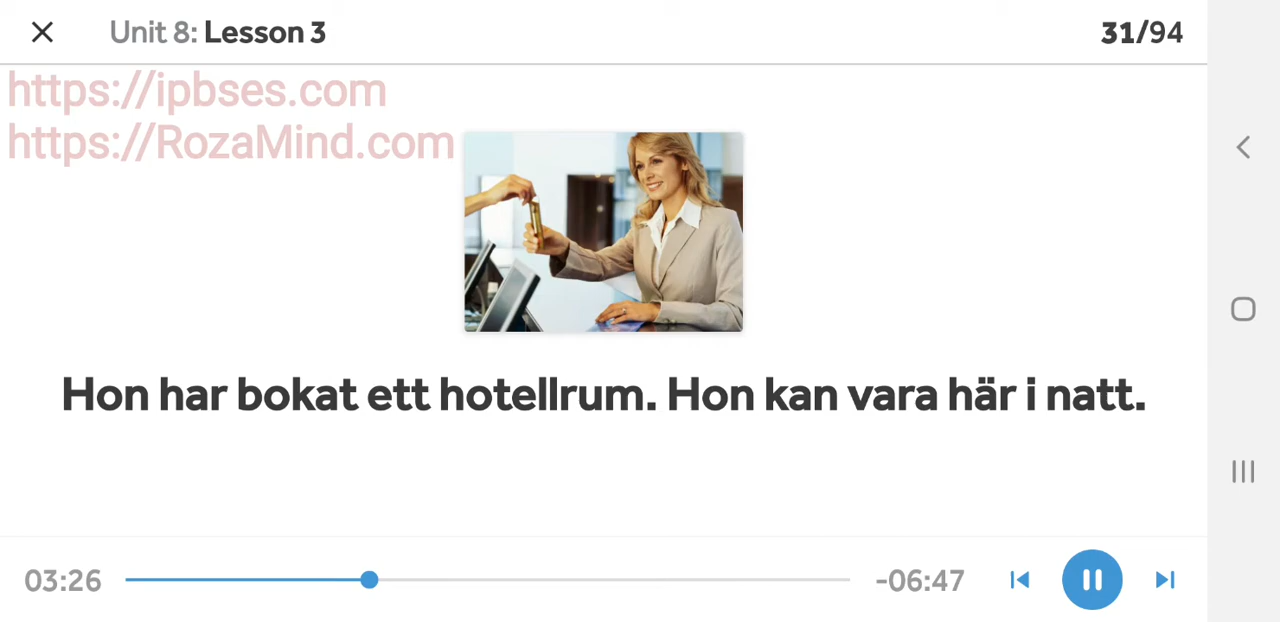 Unit 8: Lesson 3
31/94
https://ipbses.com
https://RozaMind.com
Hon har bokat ett hotellrum. Hon kan vara här i natt.
03:26
-06:47